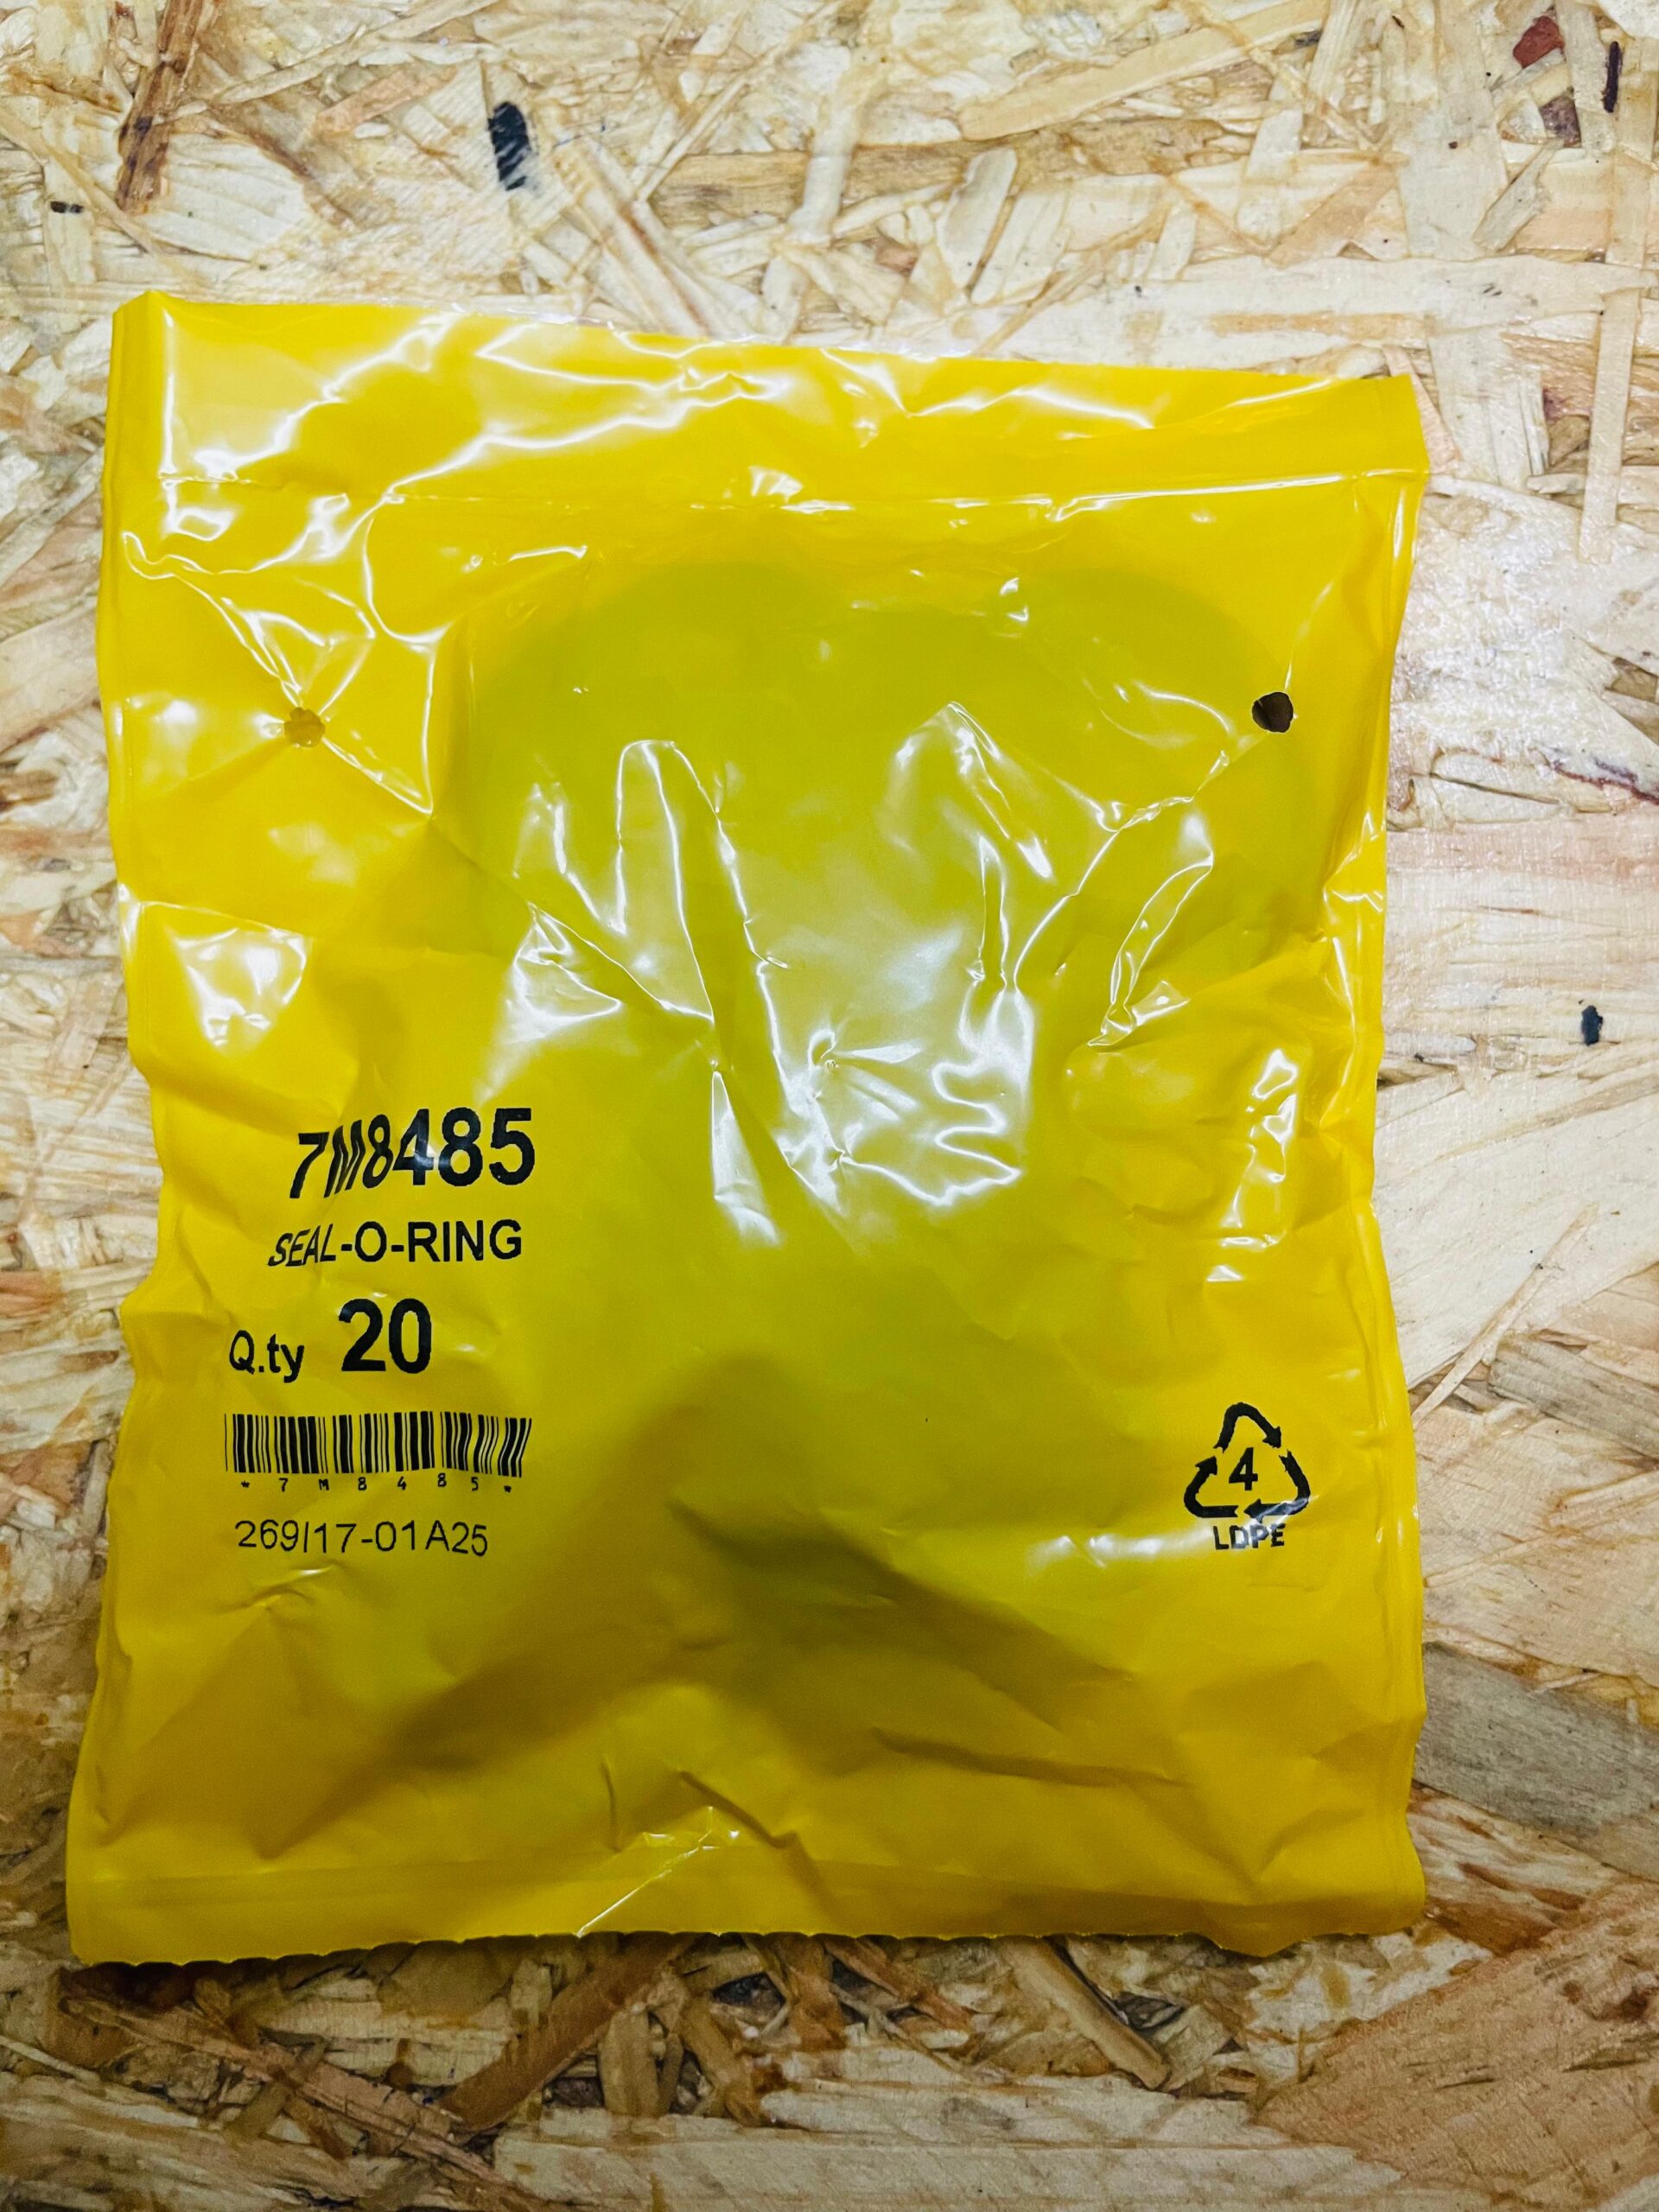 7M8485
SEAL-O-RING
Q.ty 20
*7M8485*
269/17-01A25
4
LDPE